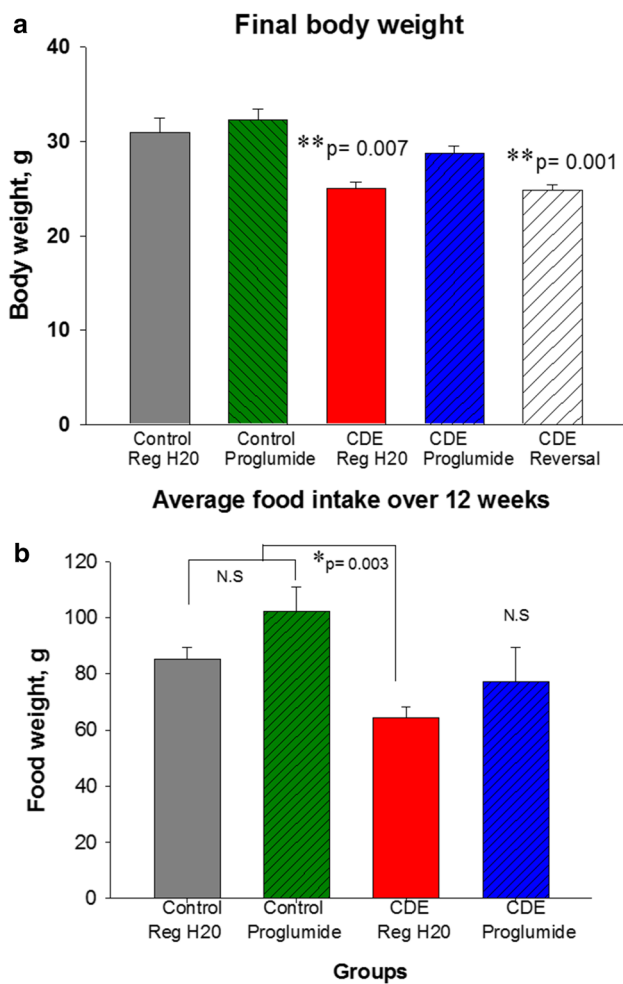 a
Final body weight
40
30
20
10
0
Body weight, g
**p= 0.007
**p= 0.001
Control Control CDE CDE CDE
Reg H20 Proglumide Reg H20 Proglumide Reversal
Average food intake over 12 weeks
b
120
100
80
60
40
20
0
Food weight, g
N.S
*p= 0.003
N.S
Control Control CDE CDE
Reg H20 Proglumide Reg H20 Proglumide
Groups